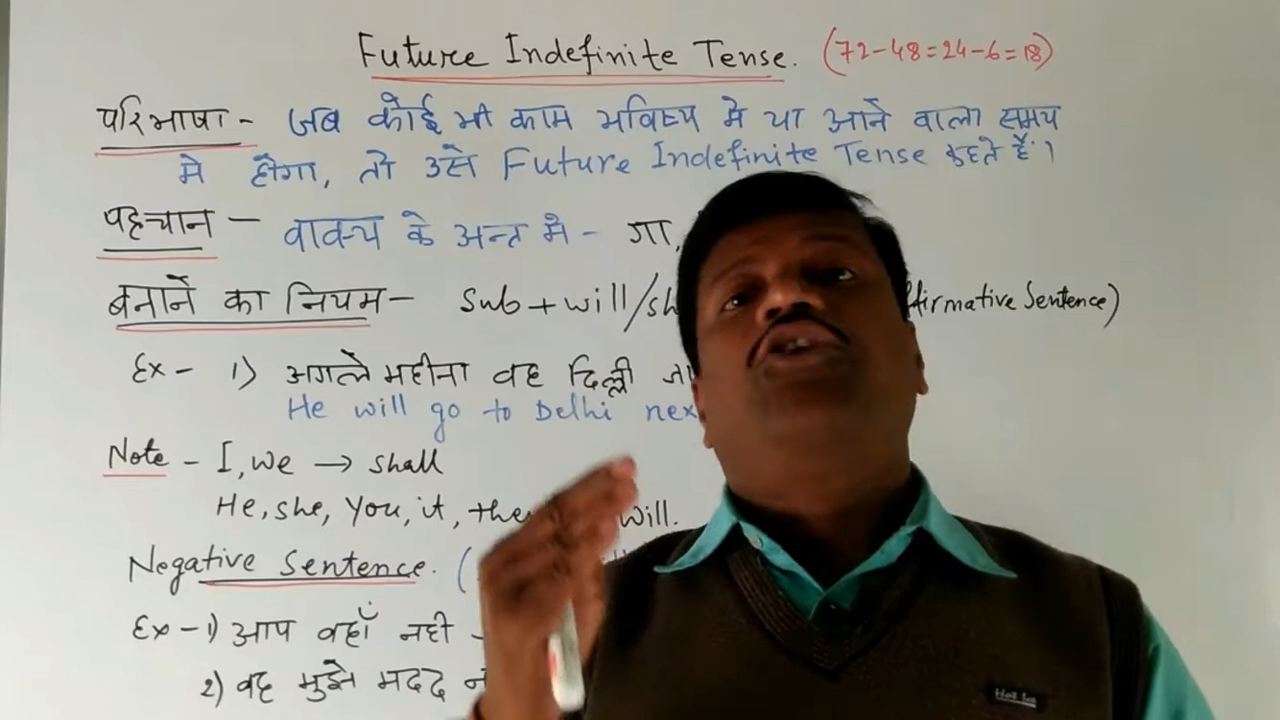 Future Indefinite Tense. (72-48=24-6=18)
परिभाषा - जब कोई भी काम भविष्य मे या आने वाला समय
मे होगा, तो उसे Future Indefinite Tense कहते हैं।
पहचान - वाक्य के अन्त मे - गा,
बनाने का नियम - Sub + will/sh firmative Sentence)
Ex - 1) अगले महीना वह दिल्ली जा
He will go to Delhi nex
Note - I, we → shall
He, she, You, it, the will.
Negative Sentence. (
Ex - 1) आप वहाँ नही -
2) वह मुझे मदद न